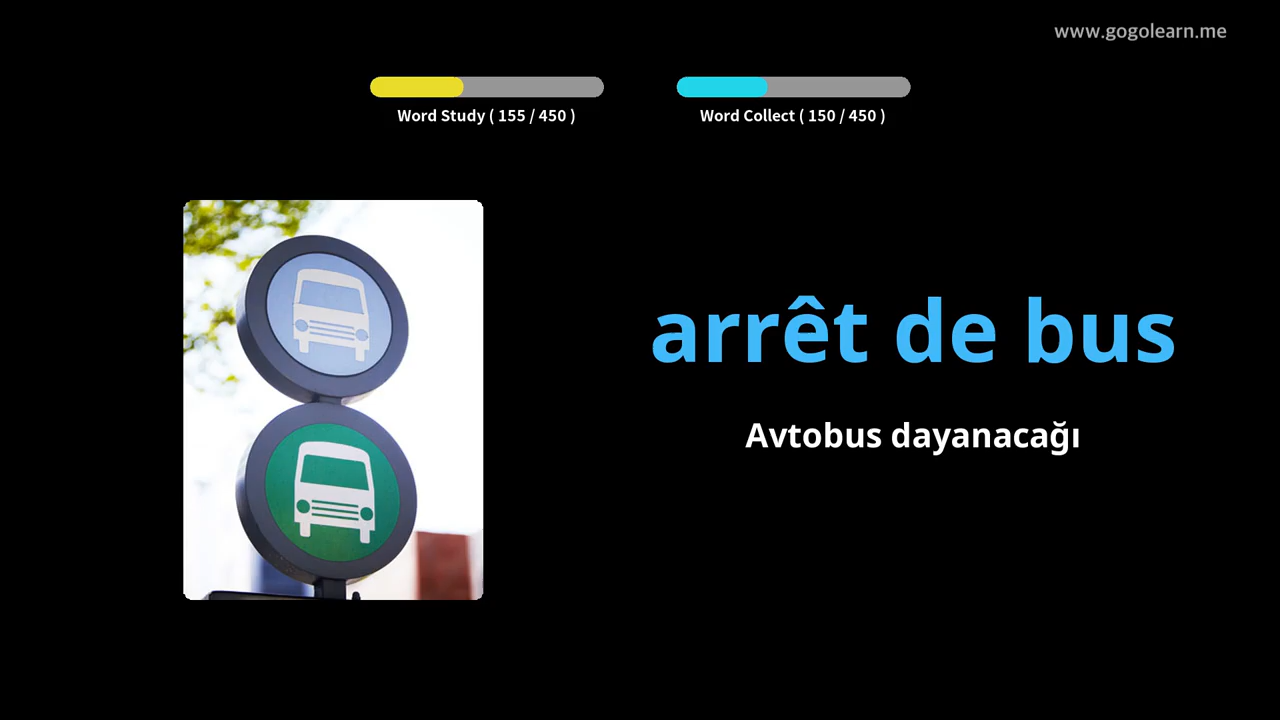 www.gogolearn.me
Word Study ( 155 / 450 )
Word Collect ( 150 / 450 )
arrêt de bus
Avtobus dayanacağı